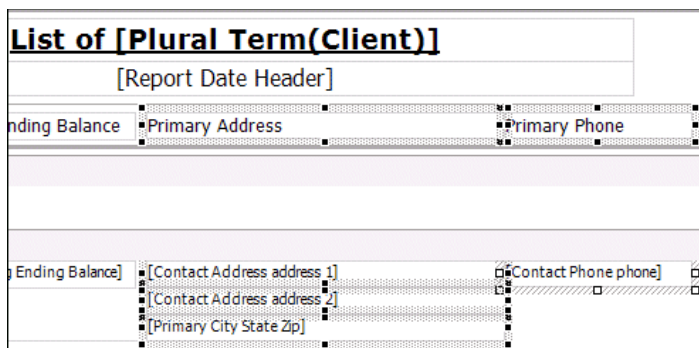 List of [Plural Term(Client)]
[Report Date Header]
nding Balance Primary Address Primary Phone
g Ending Balance] [Contact Address address 1] [Contact Phone phone]
[Contact Address address 2]
[Primary City State Zip]